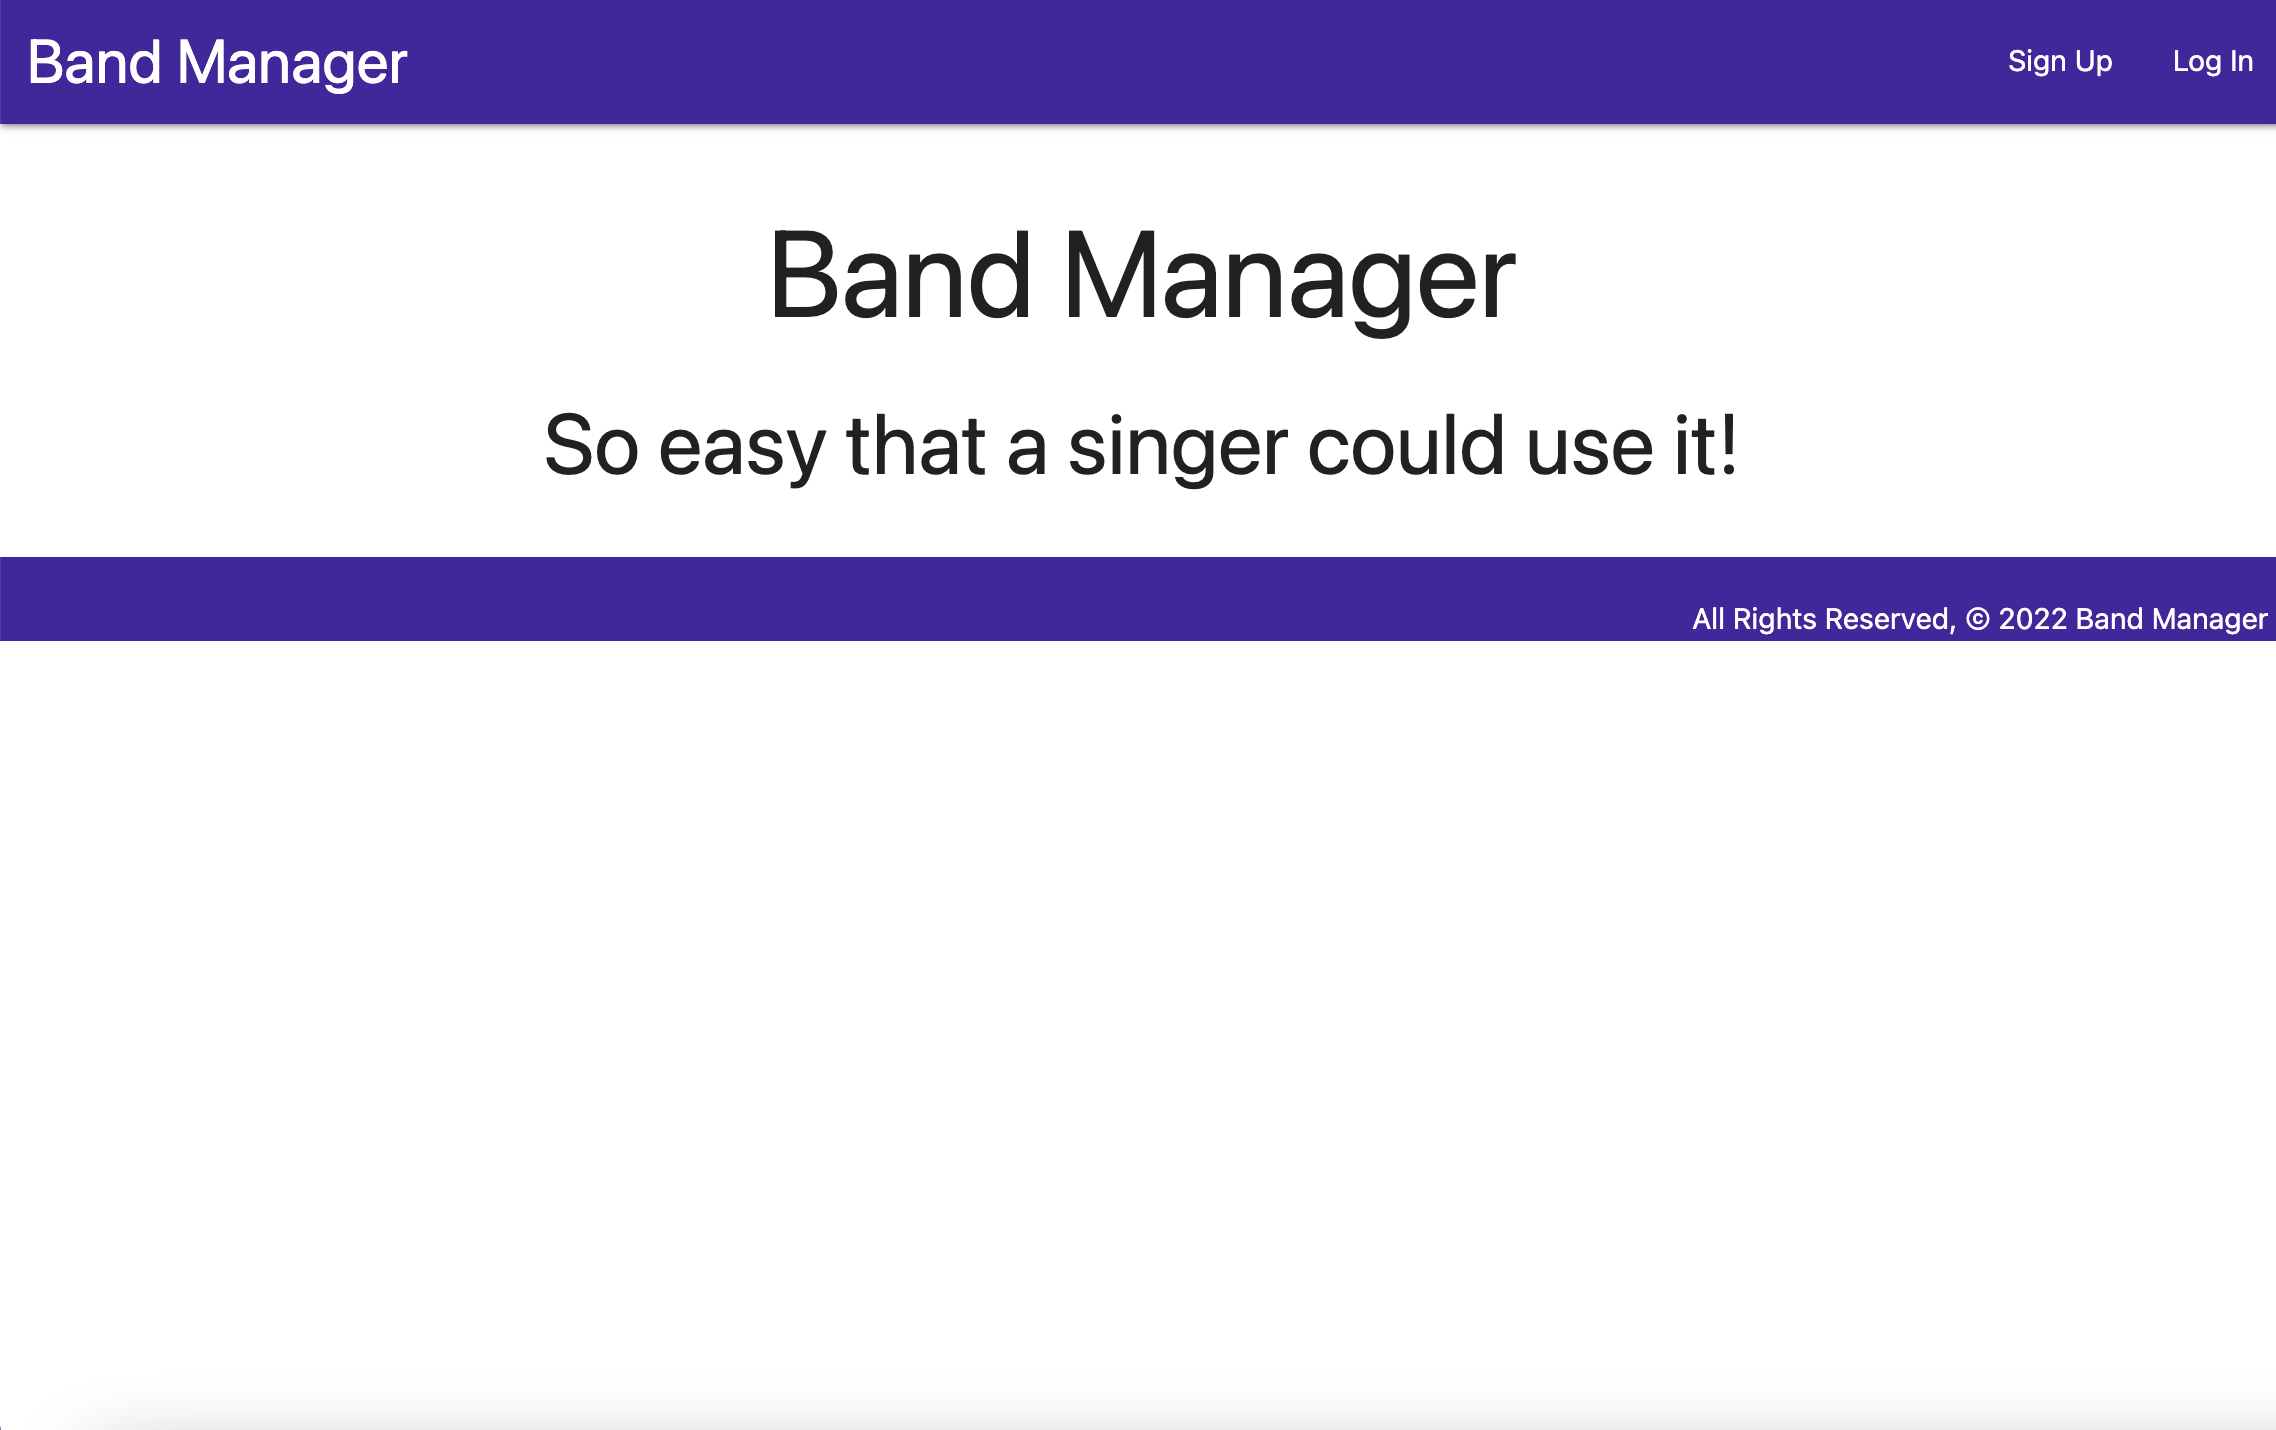 Band Manager
Sign Up
Log In
Band Manager
So easy that a singer could use it!
All Rights Reserved, © 2022 Band Manager